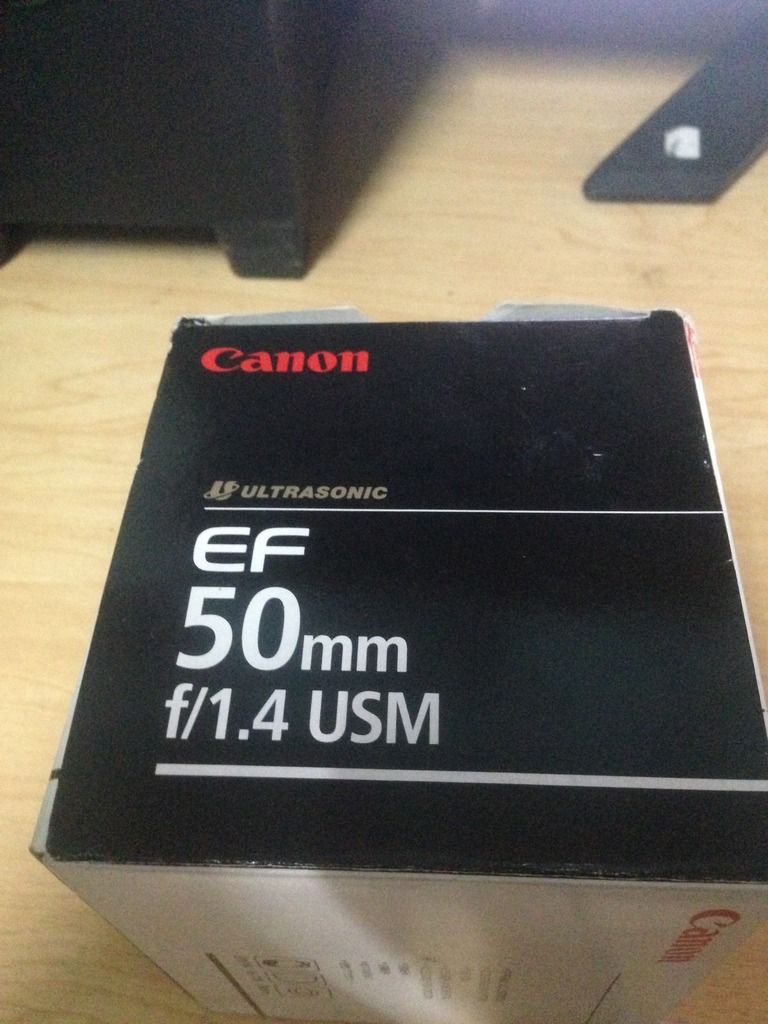 Canon
ULTRASONIC
EF
50mm
f/1.4 USM
Canon